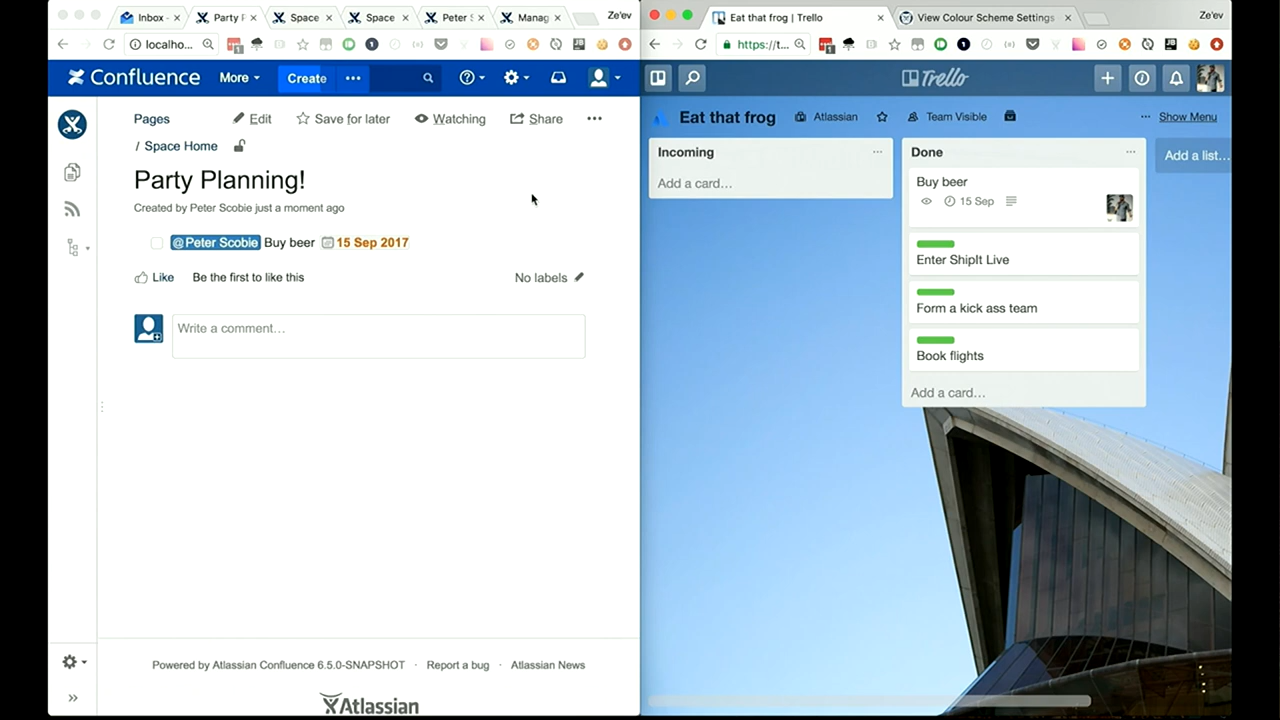 Inbox -
Party P
Space
Space
Peter S
Manag
Ze'ev
localho...
Confluence
More
Create
Pages
Edit
Save for later
Watching
Share
/ Space Home
Party Planning!
Created by Peter Scobie just a moment ago
@Peter Scobie Buy beer 15 Sep 2017
Like
Be the first to like this
No labels
Write a comment...
Powered by Atlassian Confluence 6.5.0-SNAPSHOT · Report a bug · Atlassian News
Atlassian
Eat that frog | Trello
View Colour Scheme Settings
Ze'ev
https://t...
Trello
Eat that frog
Atlassian
Team Visible
Show Menu
Incoming
Add a card...
Done
Buy beer
15 Sep
Enter ShipIt Live
Form a kick ass team
Book flights
Add a card...
Add a list...